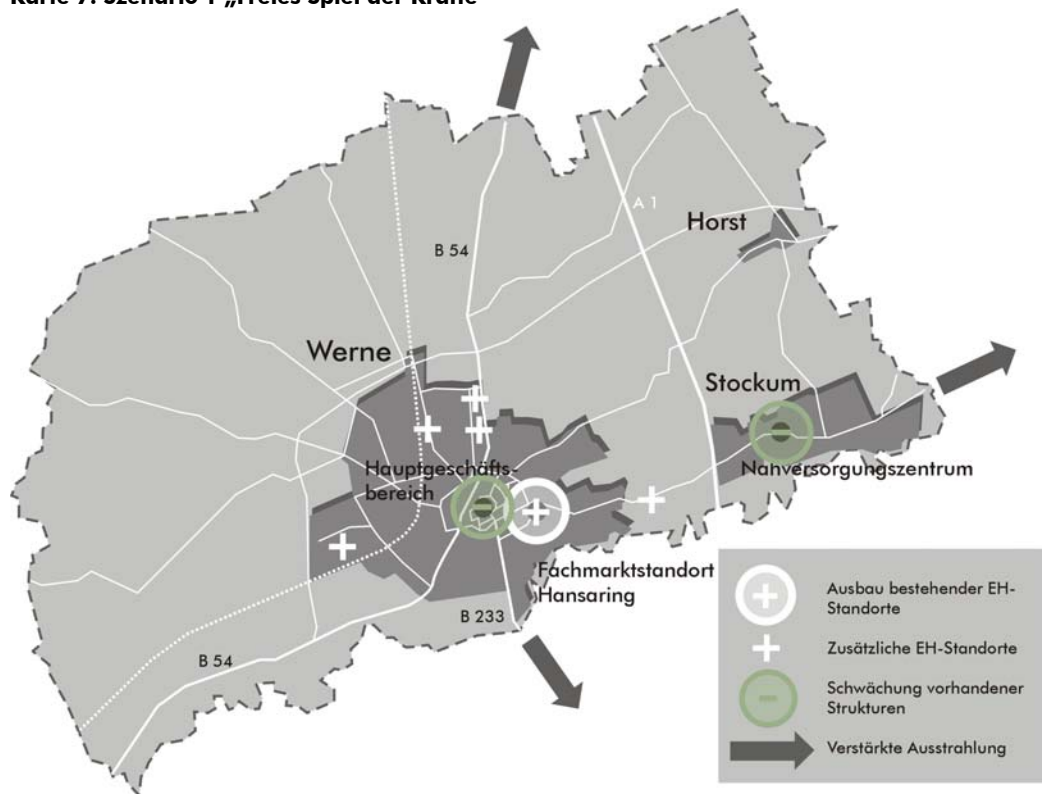 Karte 7: Szenario 1 „Freies Spiel der Kräfte“
A 1
Horst
B 54
Werne
Stockum
Hauptgeschäfts-
bereich
Nahversorgungszentrum
Fachmarktstandort
Hansaring
B 233
B 54
Ausbau bestehender EH-
Standorte
Zusätzliche EH-Standorte
Schwächung vorhandener
Strukturen
Verstärkte Ausstrahlung